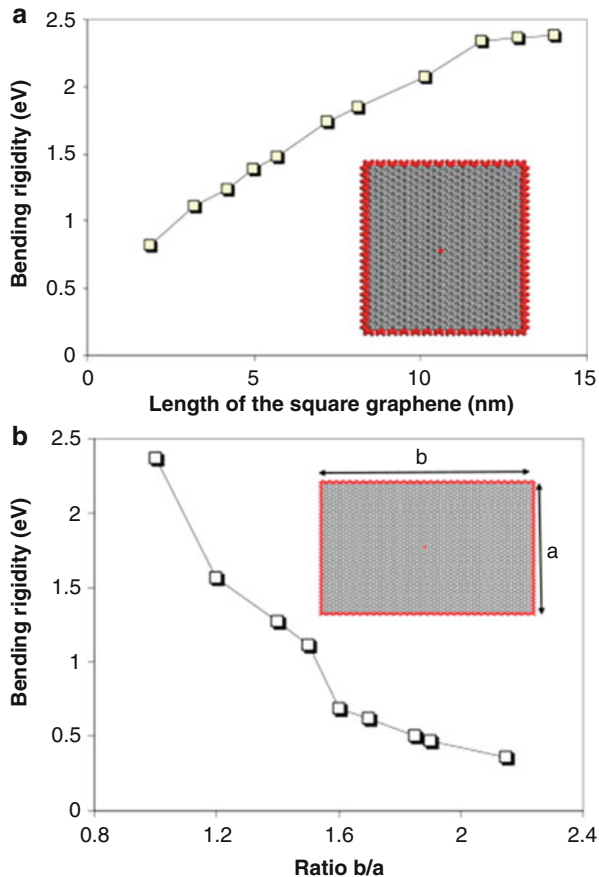 a
Bending rigidity (eV)
2.5
2
1.5
1
0.5
0
0 5 10 15
Length of the square graphene (nm)
b
Bending rigidity (eV)
2.5
2
1.5
1
0.5
0
b
a
0.8 1.2 1.6 2 2.4
Ratio b/a